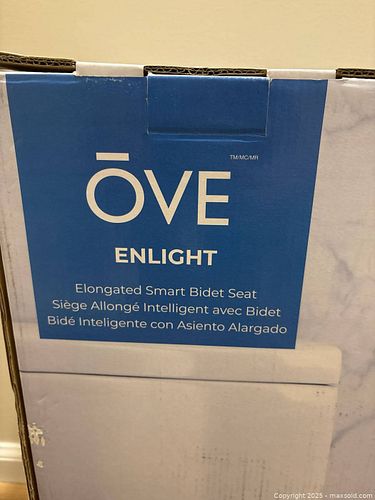 ŌVE
TM/MC/MR
ENLIGHT
Elongated Smart Bidet Seat
Siège Allongé Intelligent avec Bidet
Bidé Inteligente con Asiento Alargado
Copyright 2025 - maxsold.com